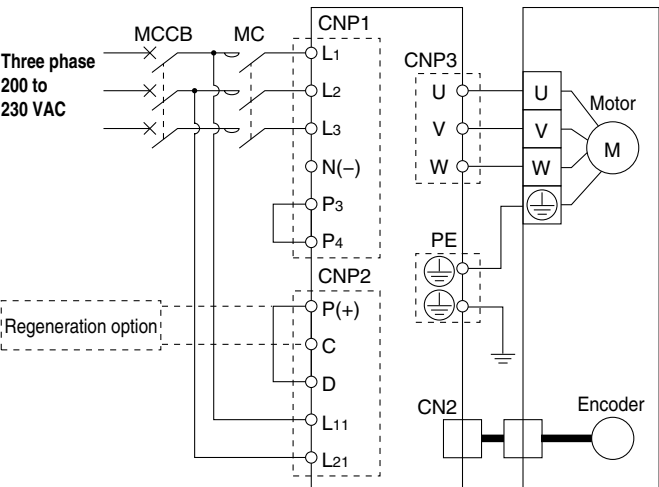 MCCB
MC
CNP1
Three phase
200 to
230 VAC
L1
L2
L3
N(−)
P3
P4
CNP2
Regeneration option
P(+)
C
D
L11
L21
CNP3
U
V
W
PE
CN2
U
V
W
Motor
M
Encoder